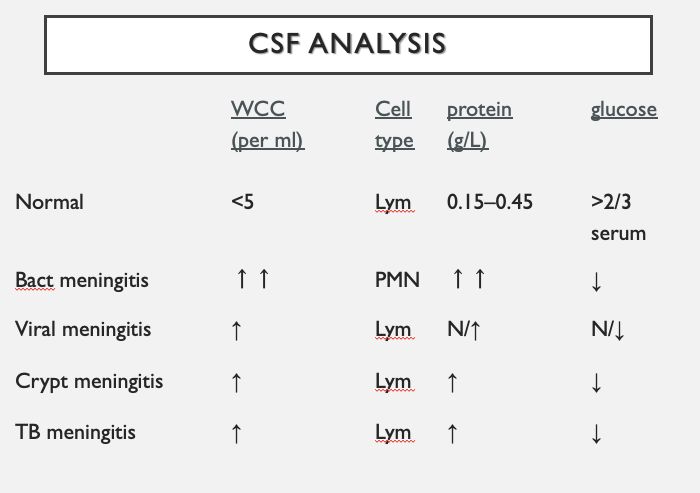 CSF ANALYSIS
WCC (per ml) Cell type protein (g/L) glucose
Normal <5 Lym 0.15–0.45 >2/3 serum
Bact meningitis ↑ ↑ PMN ↑ ↑ ↓
Viral meningitis ↑ Lym N/↑ N/↓
Crypt meningitis ↑ Lym ↑ ↓
TB meningitis ↑ Lym ↑ ↓